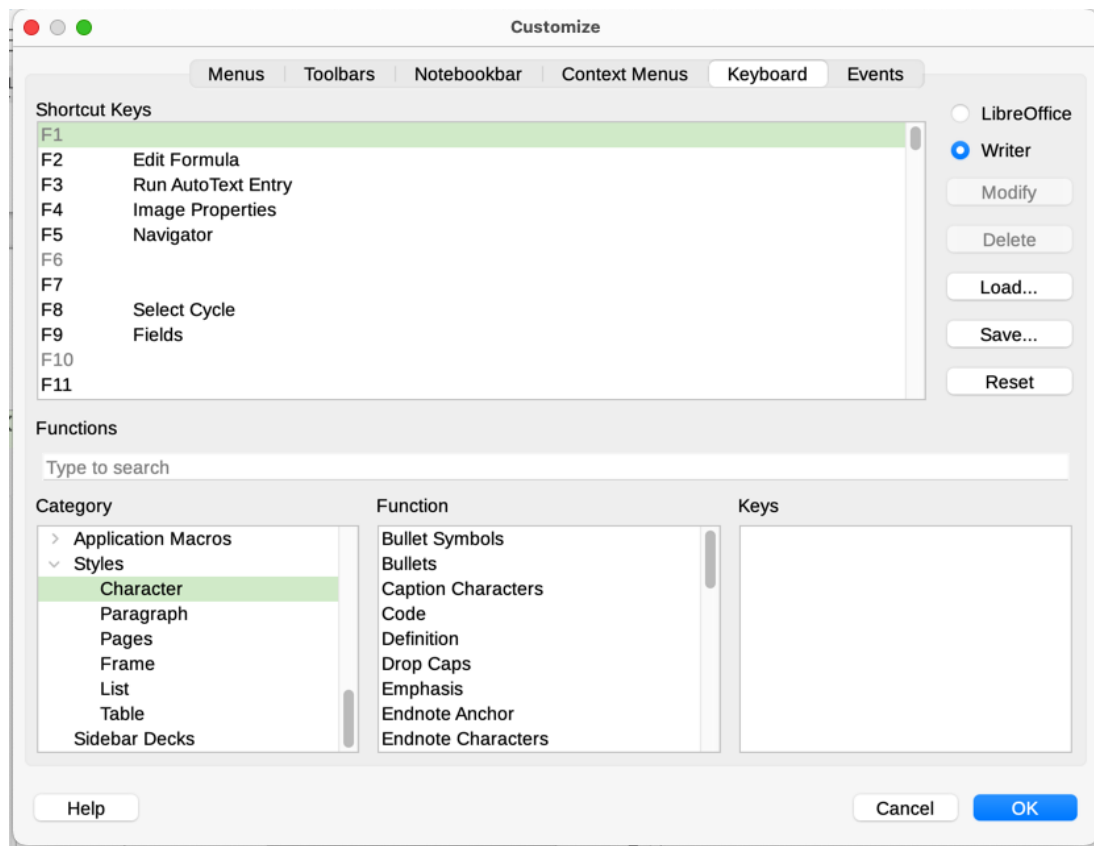 Customize
Menus Toolbars Notebookbar Context Menus Keyboard Events
Shortcut Keys
F1
F2 Edit Formula
F3 Run AutoText Entry
F4 Image Properties
F5 Navigator
F6
F7
F8 Select Cycle
F9 Fields
F10
F11
LibreOffice
Writer
Modify
Delete
Load...
Save...
Reset
Functions
Type to search
Category
Application Macros
Styles
Character
Paragraph
Pages
Frame
List
Table
Sidebar Decks
Function
Bullet Symbols
Bullets
Caption Characters
Code
Definition
Drop Caps
Emphasis
Endnote Anchor
Endnote Characters
Keys
Help
Cancel
OK